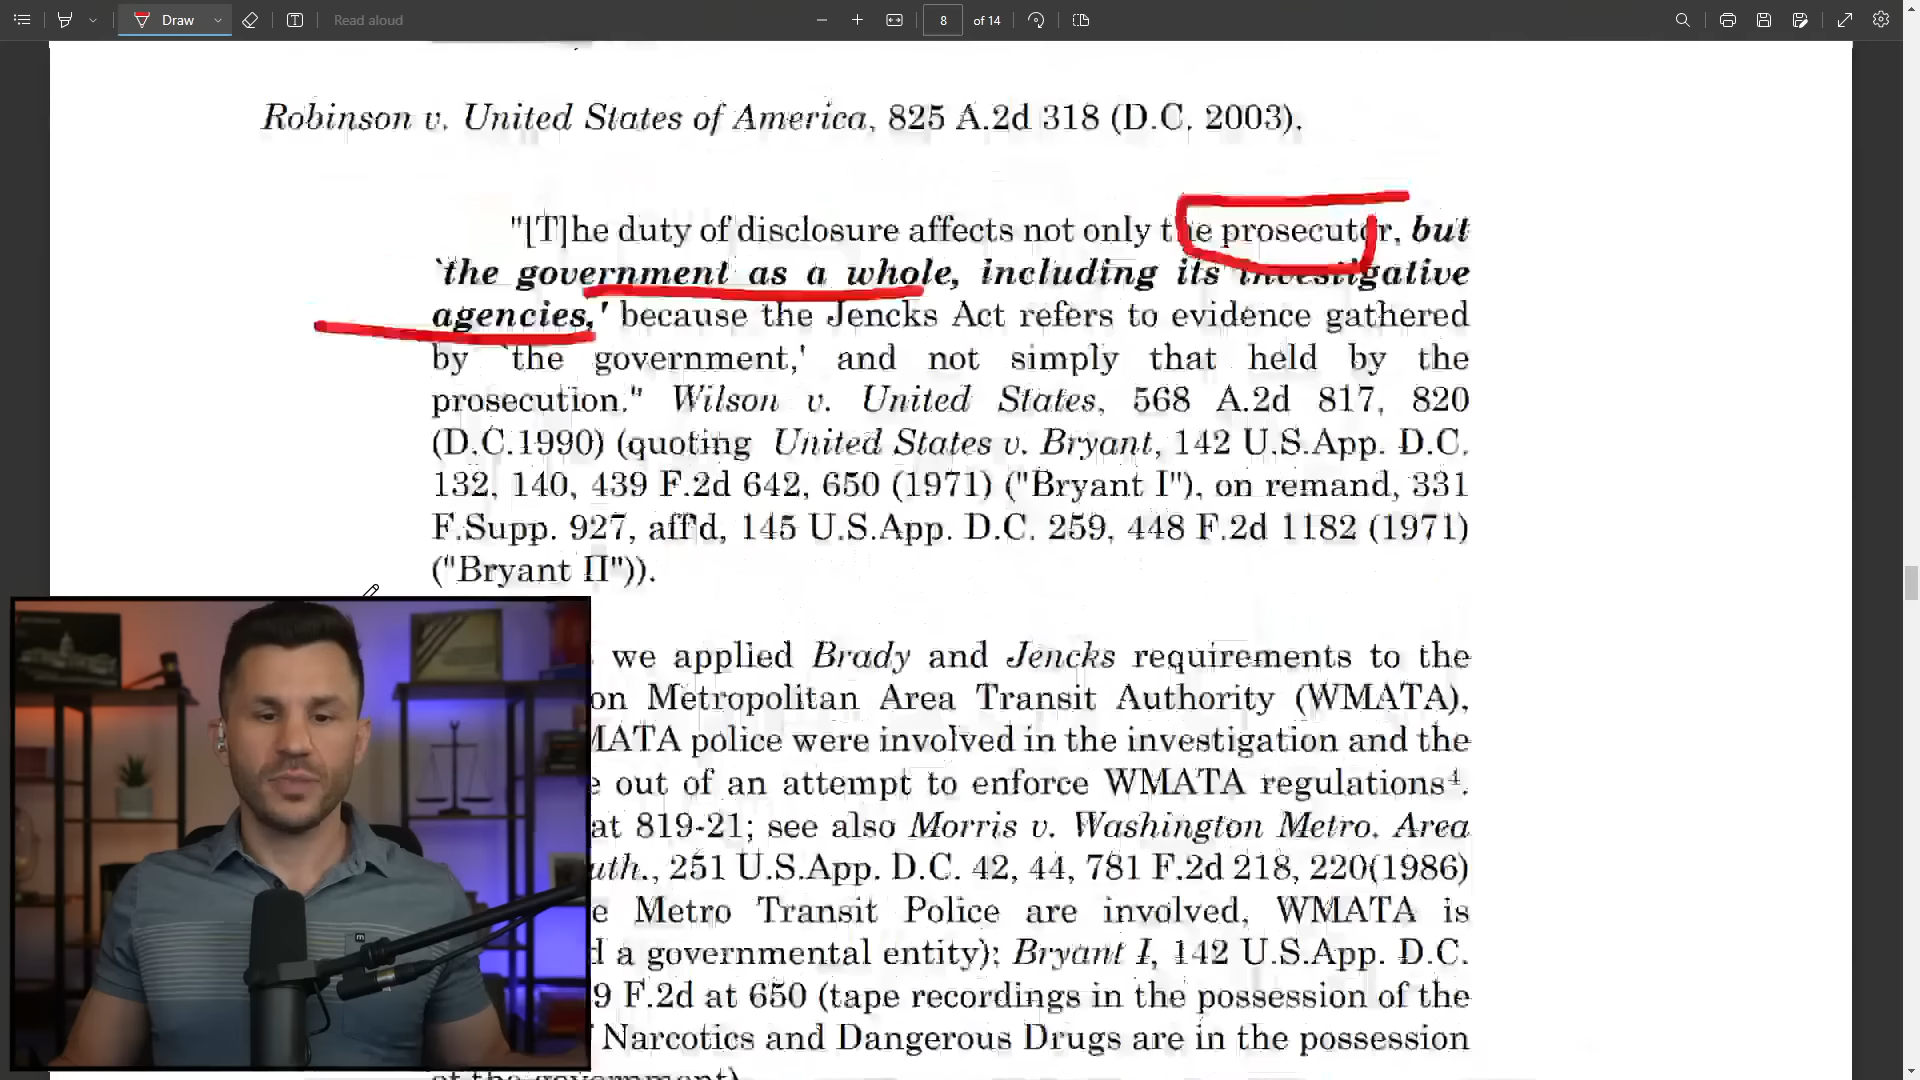 Draw
Read aloud
8 of 14
Robinson v. United States of America, 825 A.2d 318 (D.C. 2003).
"[T]he duty of disclosure affects not only the prosecutor, but
`the government as a whole, including its investigative
agencies,' because the Jencks Act refers to evidence gathered
by `the government,' and not simply that held by the
prosecution." Wilson v. United States, 568 A.2d 817, 820
(D.C.1990) (quoting United States v. Bryant, 142 U.S.App. D.C.
132, 140, 439 F.2d 642, 650 (1971) ("Bryant I"), on remand, 331
F.Supp. 927, aff'd, 145 U.S.App. D.C. 259, 448 F.2d 1182 (1971)
("Bryant II")).
we applied Brady and Jencks requirements to the
on Metropolitan Area Transit Authority (WMATA),
MATA police were involved in the investigation and the
e out of an attempt to enforce WMATA regulations⁴.
at 819-21; see also Morris v. Washington Metro. Area
uth., 251 U.S.App. D.C. 42, 44, 781 F.2d 218, 220(1986)
e Metro Transit Police are involved, WMATA is
d a governmental entity); Bryant I, 142 U.S.App. D.C.
9 F.2d at 650 (tape recordings in the possession of the
f Narcotics and Dangerous Drugs are in the possession
of the government)